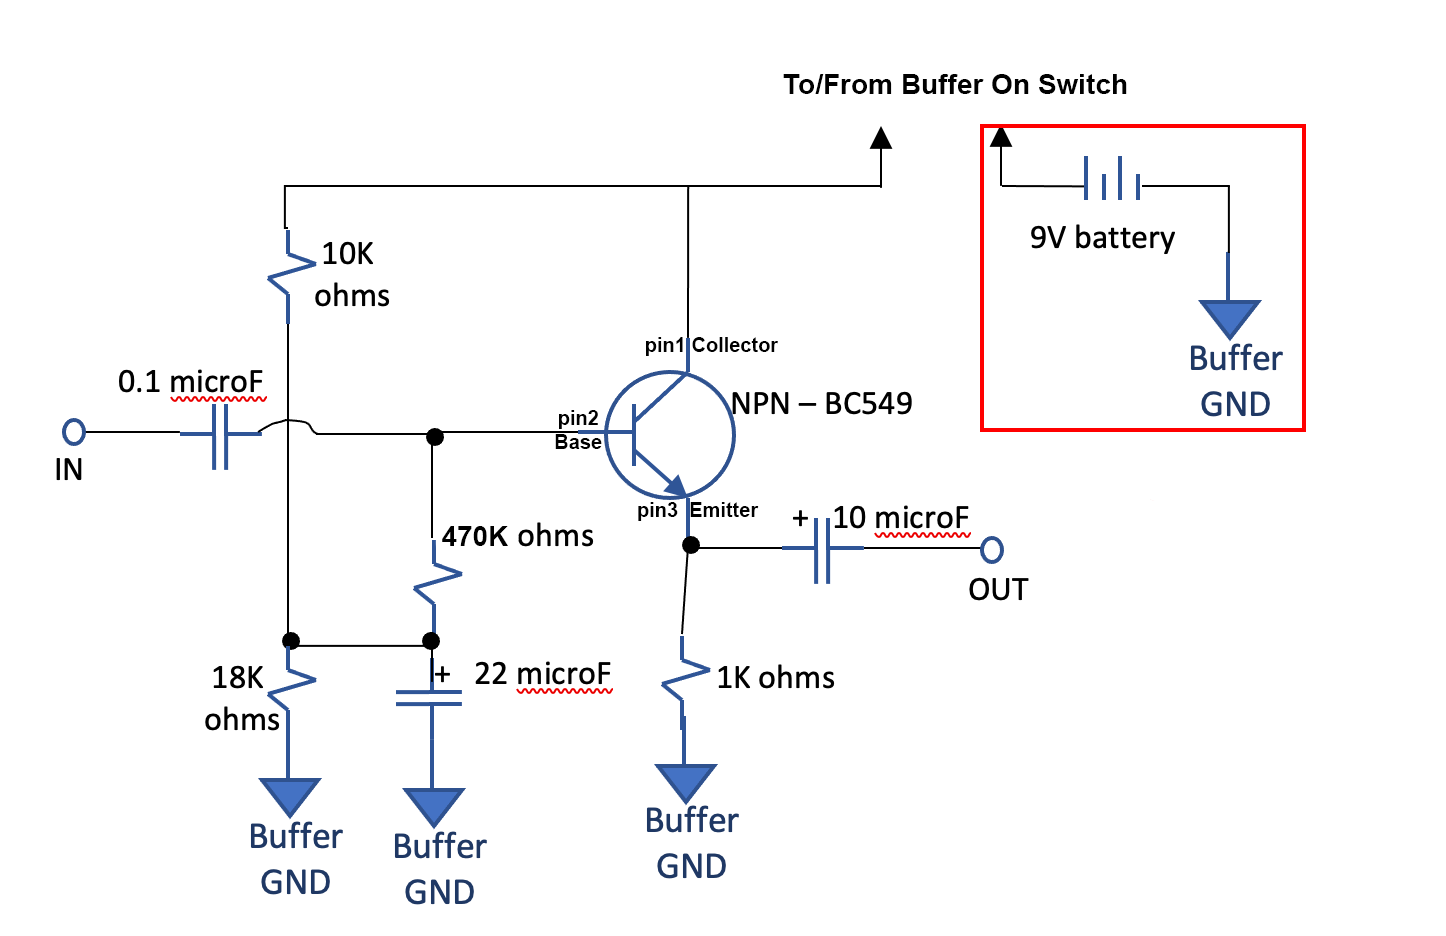 To/From Buffer On Switch
10K
ohms
9V battery
Buffer
GND
pin1 Collector
0.1 microF
NPN – BC549
pin2
Base
IN
pin3 Emitter
+ 10 microF
470K ohms
OUT
18K
ohms
+ 22 microF
1K ohms
Buffer
GND
Buffer
GND
Buffer
GND